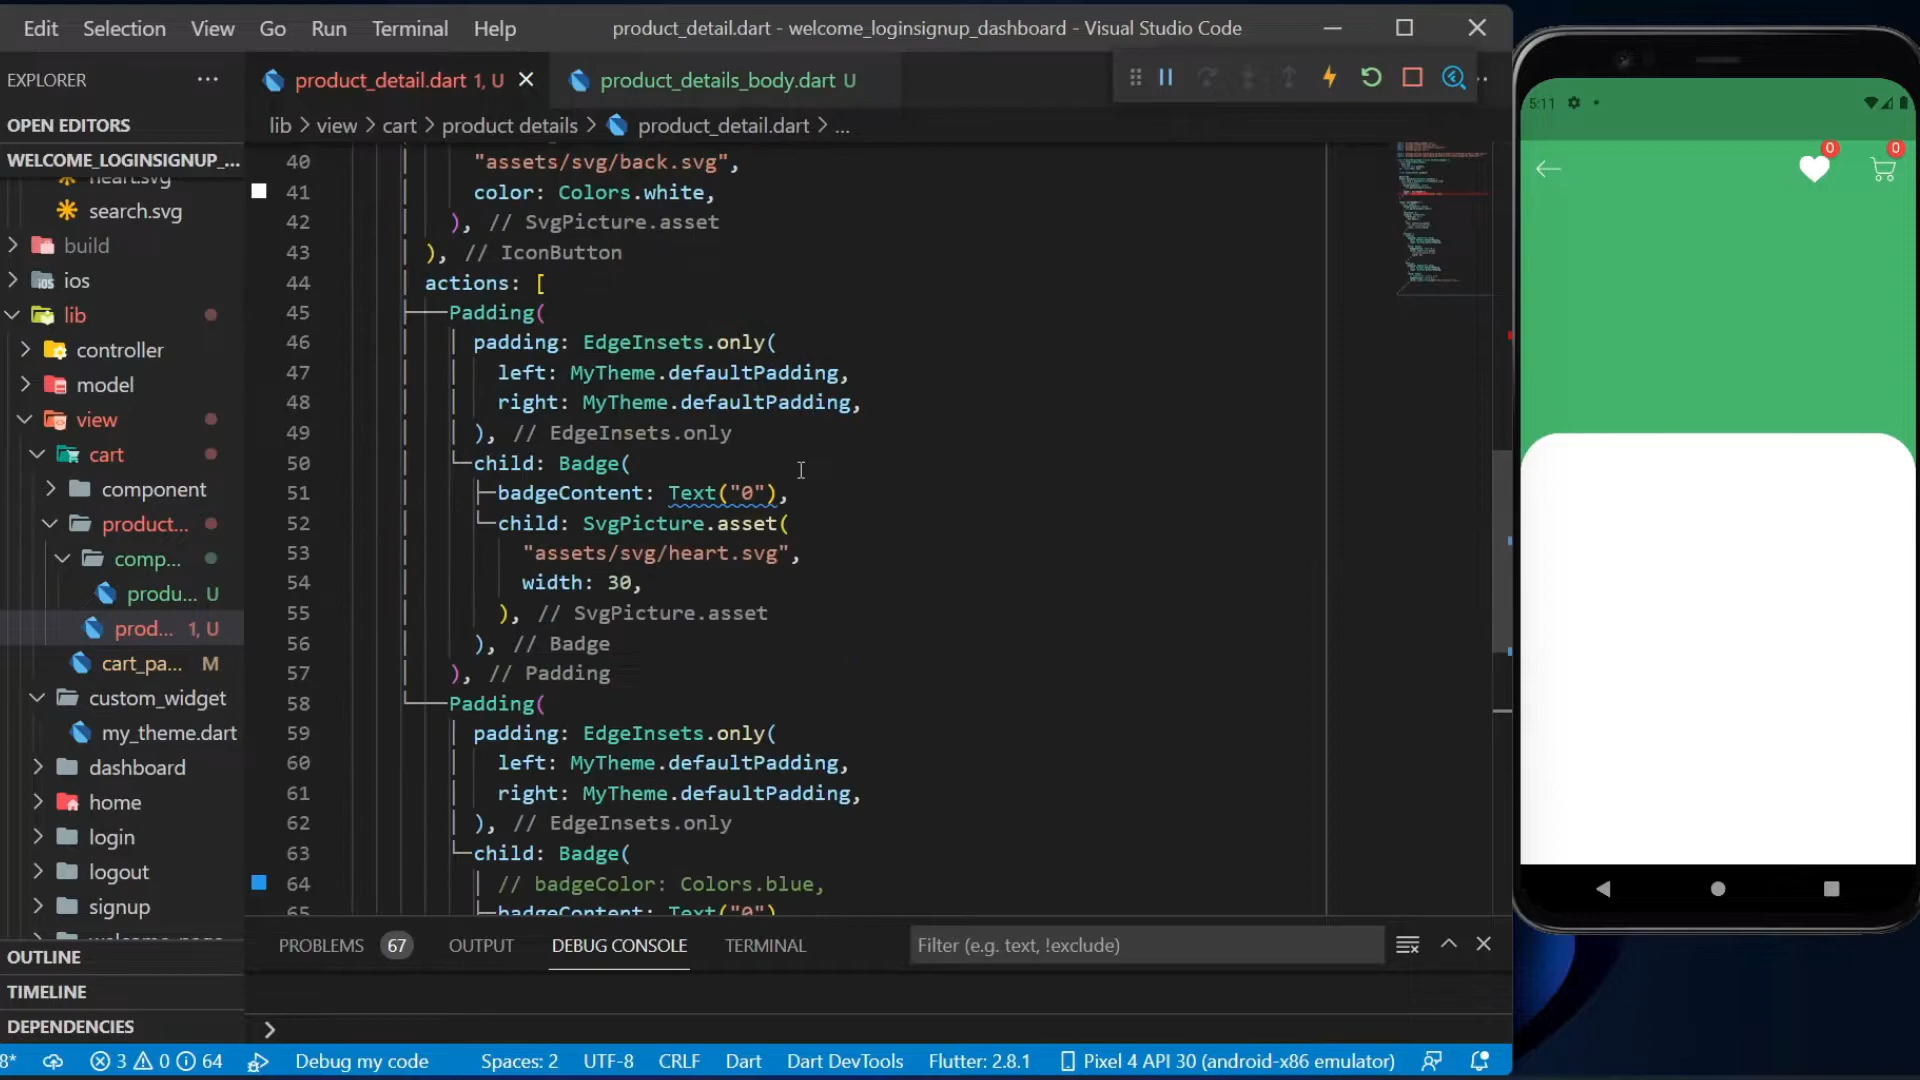 Edit Selection View Go Run Terminal Help
product_detail.dart - welcome_loginsignup_dashboard - Visual Studio Code
EXPLORER
OPEN EDITORS
WELCOME_LOGINSIGNUP_...
heart.svg
search.svg
build
ios
lib
controller
model
view
cart
component
product...
comp...
produ... U
prod... 1, U
cart_pa... M
custom_widget
my_theme.dart
dashboard
home
login
logout
signup
OUTLINE
TIMELINE
DEPENDENCIES
product_detail.dart 1, U
product_details_body.dart U
lib > view > cart > product details > product_detail.dart > ...
40 "assets/svg/back.svg",
41 color: Colors.white,
42 ), // SvgPicture.asset
43 ), // IconButton
44 actions: [
45 Padding(
46 padding: EdgeInsets.only(
47 left: MyTheme.defaultPadding,
48 right: MyTheme.defaultPadding,
49 ), // EdgeInsets.only
50 child: Badge(
51 badgeContent: Text("0"),
52 child: SvgPicture.asset(
53 "assets/svg/heart.svg",
54 width: 30,
55 ), // SvgPicture.asset
56 ), // Badge
57 ), // Padding
58 Padding(
59 padding: EdgeInsets.only(
60 left: MyTheme.defaultPadding,
61 right: MyTheme.defaultPadding,
62 ), // EdgeInsets.only
63 child: Badge(
64 // badgeColor: Colors.blue,
65 badgeContent: Text("0")
PROBLEMS 67 OUTPUT DEBUG CONSOLE TERMINAL
Filter (e.g. text, !exclude)
8* 3 0 64 Debug my code Spaces: 2 UTF-8 CRLF Dart Dart DevTools Flutter: 2.8.1 Pixel 4 API 30 (android-x86 emulator)
5:11
0
0